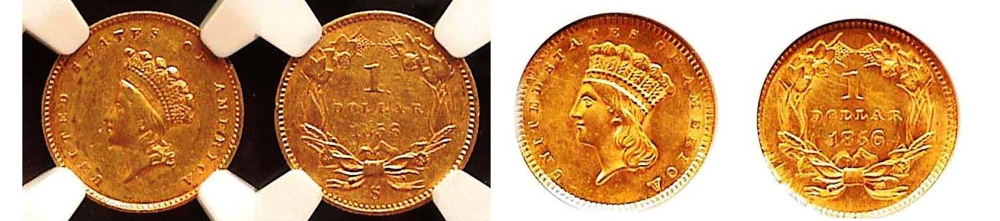 UNITED STATES OF AMERICA
1
DOLLAR
1856
S
UNITED STATES OF AMERICA
1
DOLLAR
1856